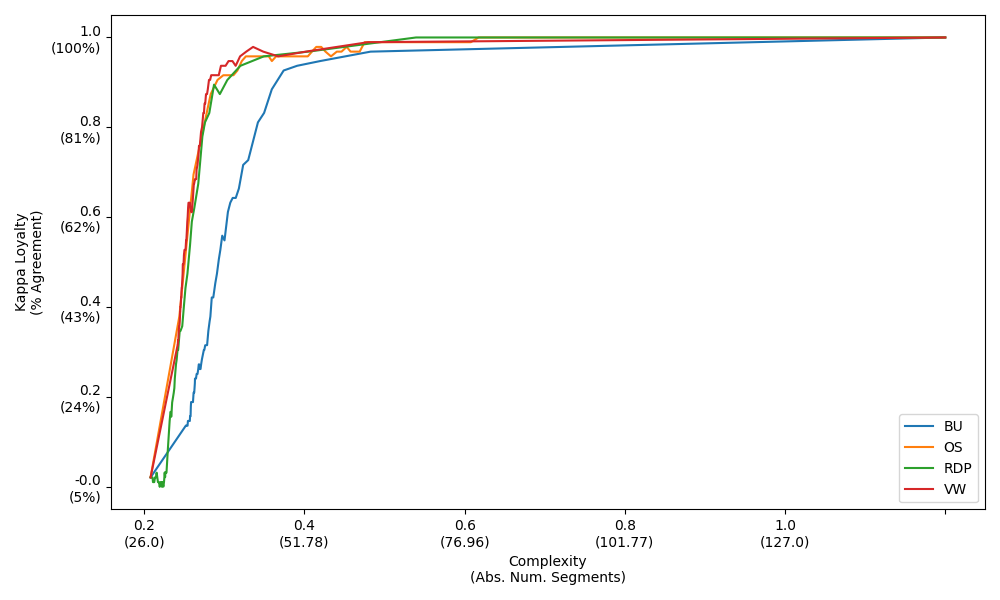 1.0
(100%)
0.8
(81%)
0.6
(62%)
0.4
(43%)
0.2
(24%)
-0.0
(5%)
Kappa Loyalty
(% Agreement)
0.2
(26.0)
0.4
(51.78)
0.6
(76.96)
0.8
(101.77)
1.0
(127.0)
Complexity
(Abs. Num. Segments)
BU
OS
RDP
VW